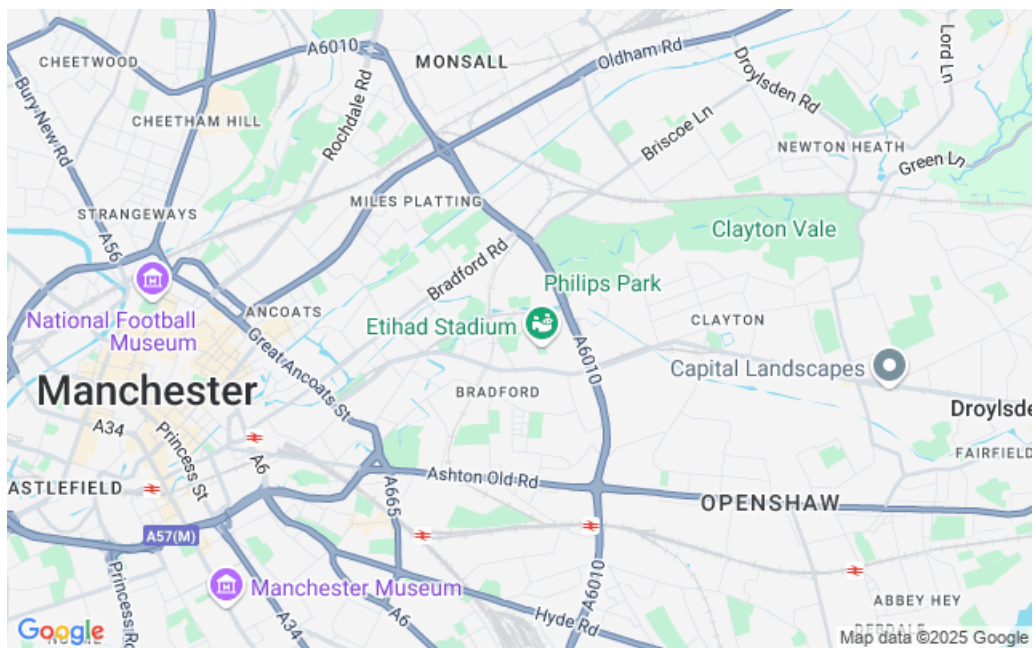 A6010
MONSALL
Oldham Rd
Lord Ln
CHEETWOOD
Droylsden Rd
Bury New Rd
Rochdale Rd
CHEETHAM HILL
Briscoe Ln
NEWTON HEATH
Green Ln
MILES PLATTING
STRANGEWAYS
A56
Clayton Vale
Bradford Rd
Philips Park
National Football
Museum
ANCOATS
Etihad Stadium
CLAYTON
Great Ancoats St
A6010
Capital Landscapes
Manchester
BRADFORD
Droylsde
A34
Princess St
A6
FAIRFIELD
ASTLEFIELD
A665
Ashton Old Rd
OPENSHAW
A57(M)
Princess Rd
Manchester Museum
A34
A6
Hyde Rd
A6010
ABBEY HEY
Google
Map data ©2025 Google